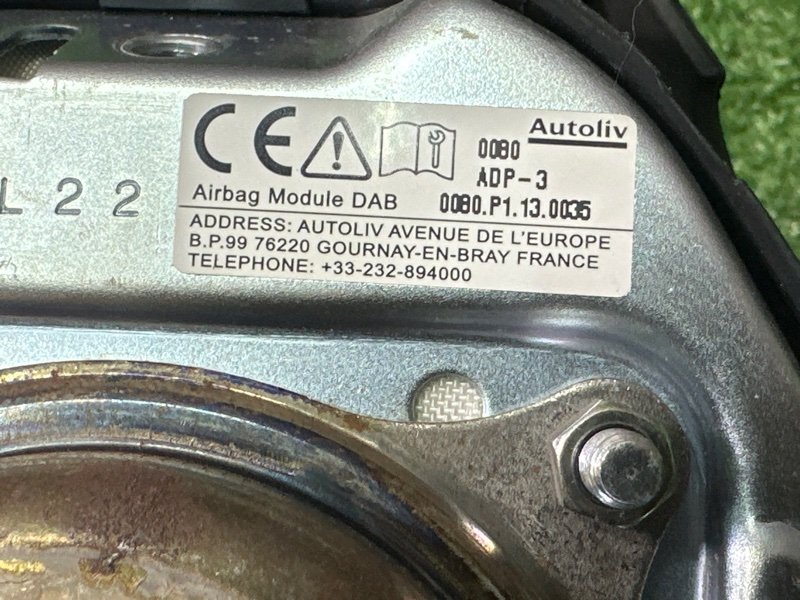 Autoliv
0080
ADP-3
Airbag Module DAB 0080.P1.13.0035
ADDRESS: AUTOLIV AVENUE DE L'EUROPE
B.P.99 76220 GOURNAY-EN-BRAY FRANCE
TELEPHONE: +33-232-894000
L 2 2